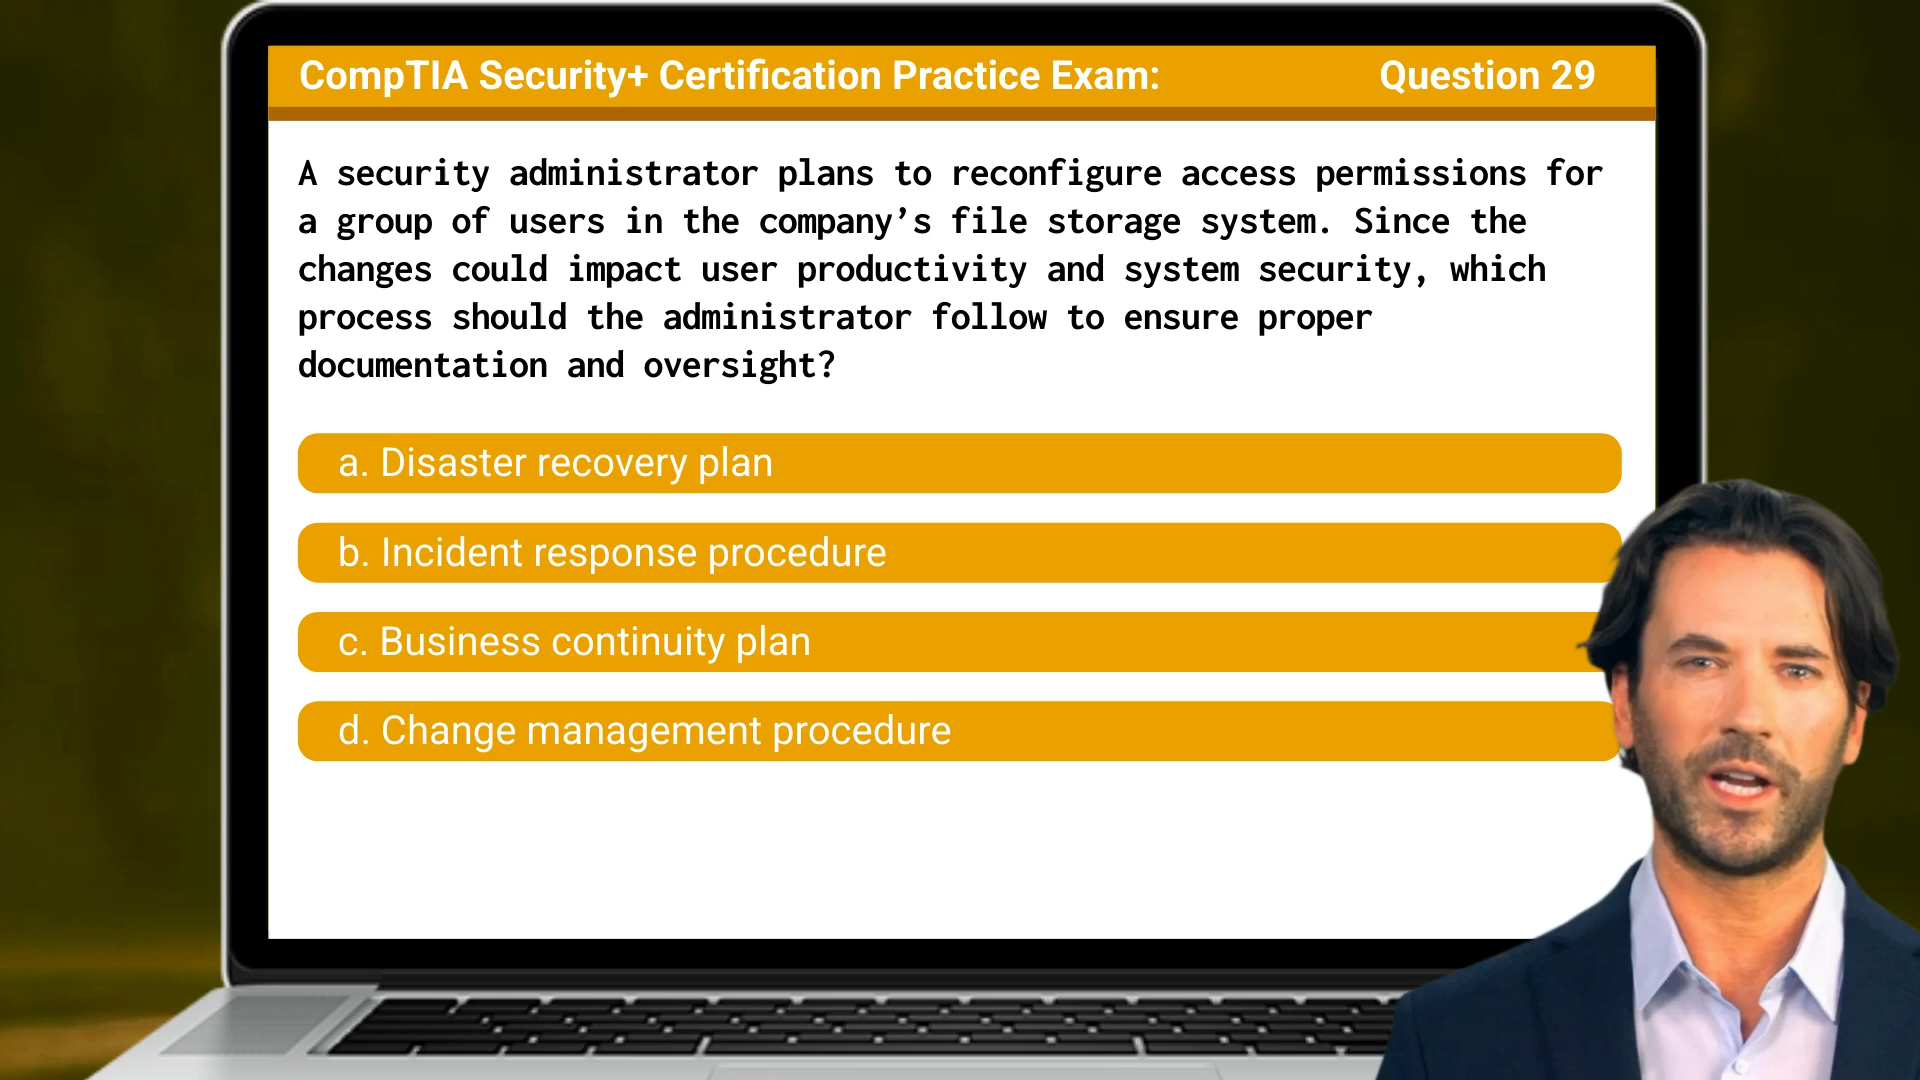 CompTIA Security+ Certification Practice Exam: Question 29
A security administrator plans to reconfigure access permissions for
a group of users in the company’s file storage system. Since the
changes could impact user productivity and system security, which
process should the administrator follow to ensure proper
documentation and oversight?
a. Disaster recovery plan
b. Incident response procedure
c. Business continuity plan
d. Change management procedure